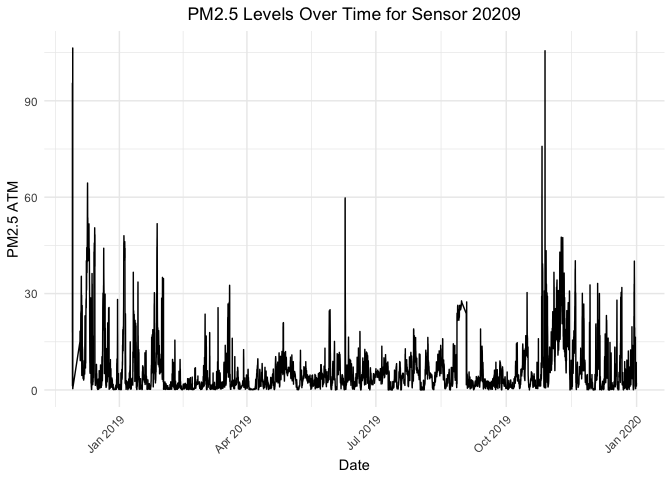 PM2.5 Levels Over Time for Sensor 20209
PM2.5 ATM
90
60
30
0
Jan 2019
Apr 2019
Jul 2019
Oct 2019
Jan 2020
Date